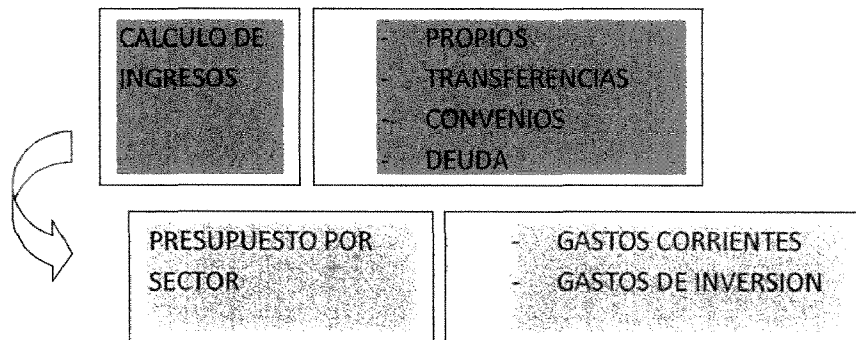 CALCULO DE
INGRESOS
- PROPIOS
- TRANSFERENCIAS
- CONVENIOS
- DEUDA
PRESUPUESTO POR
SECTOR
- GASTOS CORRIENTES
- GASTOS DE INVERSION